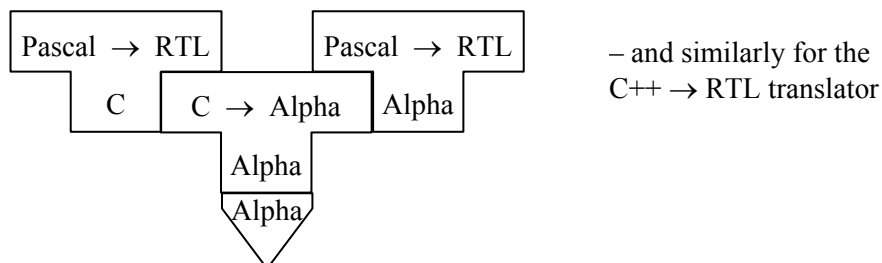 Pascal → RTL Pascal → RTL – and similarly for the
C C → Alpha Alpha C++ → RTL translator
Alpha
Alpha